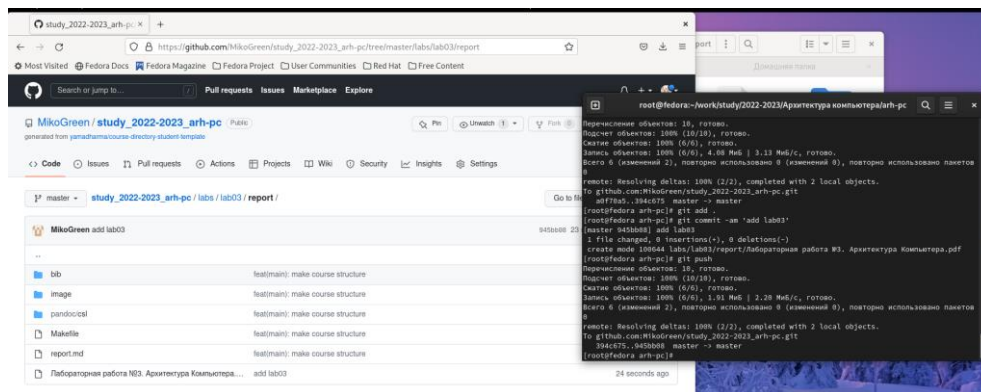 study_2022-2023_arh-pc
https://github.com/MikoGreen/study_2022-2023_arh-pc/tree/master/labs/lab03/report
Most Visited Fedora Docs Fedora Magazine Fedora Project User Communities Red Hat Free Content
Search or jump to... / Pull requests Issues Marketplace Explore
MikoGreen / study_2022-2023_arh-pc Public
Pin Unwatch 1 Fork 0
generated from yamadharma/course-directory-student-template
Code Issues Pull requests Actions Projects Wiki Security Insights Settings
master study_2022-2023_arh-pc / labs / lab03 / report /
Go to file
MikoGreen add lab03 945bb08 23
..
bib feat(main): make course structure
image feat(main): make course structure
pandoc/csl feat(main): make course structure
Makefile feat(main): make course structure
report.md feat(main): make course structure
Лабораторная работа №3. Архитектура Компьютера.... add lab03 24 seconds ago
port
Домашняя папка
root@fedora:~/work/study/2022-2023/Архитектура компьютера/arh-pc
Перечисление объектов: 10, готово.
Подсчет объектов: 100% (10/10), готово.
Сжатие объектов: 100% (6/6), готово.
Запись объектов: 100% (6/6), 4.08 МиБ | 3.13 МиБ/с, готово.
Всего 6 (изменений 2), повторно использовано 0 (изменений 0), повторно использовано пакетов
0
remote: Resolving deltas: 100% (2/2), completed with 2 local objects.
To github.com:MikoGreen/study_2022-2023_arh-pc.git
a0f70a5..394c675 master -> master
[root@fedora arh-pc]# git add .
[root@fedora arh-pc]# git commit -am 'add lab03'
[master 945bb08] add lab03
1 file changed, 0 insertions(+), 0 deletions(-)
create mode 100644 labs/lab03/report/Лабораторная работа №3. Архитектура Компьютера.pdf
[root@fedora arh-pc]# git push
Перечисление объектов: 10, готово.
Подсчет объектов: 100% (10/10), готово.
Сжатие объектов: 100% (6/6), готово.
Запись объектов: 100% (6/6), 1.91 МиБ | 2.20 МиБ/с, готово.
Всего 6 (изменений 2), повторно использовано 0 (изменений 0), повторно использовано пакетов
0
remote: Resolving deltas: 100% (2/2), completed with 2 local objects.
To github.com:MikoGreen/study_2022-2023_arh-pc.git
394c675..945bb08 master -> master
[root@fedora arh-pc]#